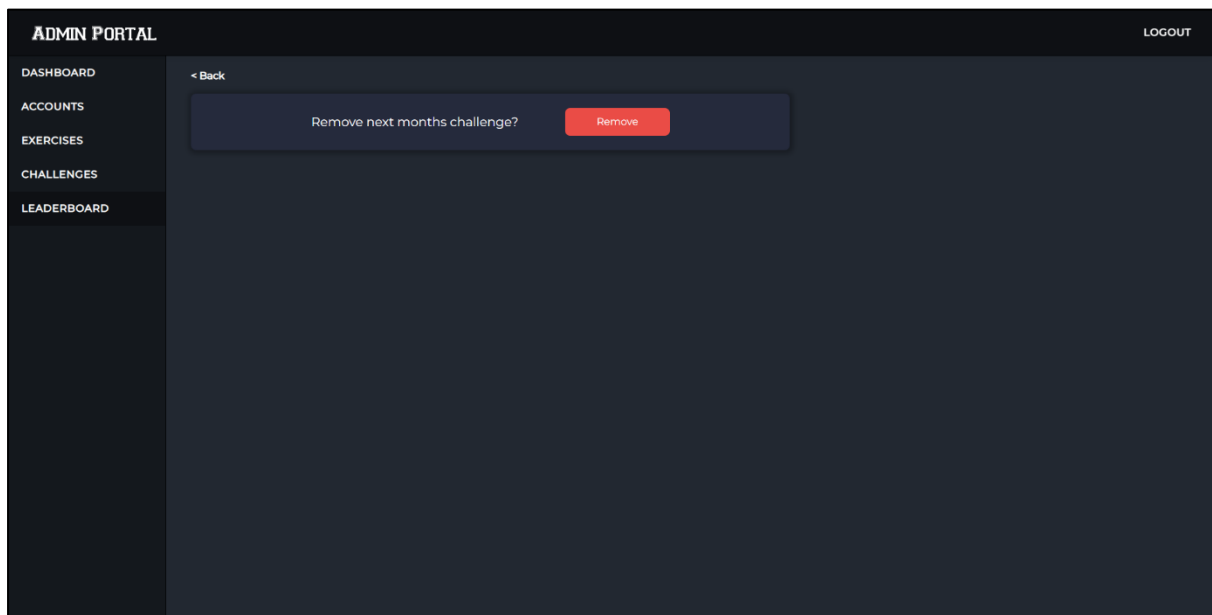 ADMIN PORTAL
LOGOUT
DASHBOARD
ACCOUNTS
EXERCISES
CHALLENGES
LEADERBOARD
< Back
Remove next months challenge?
Remove